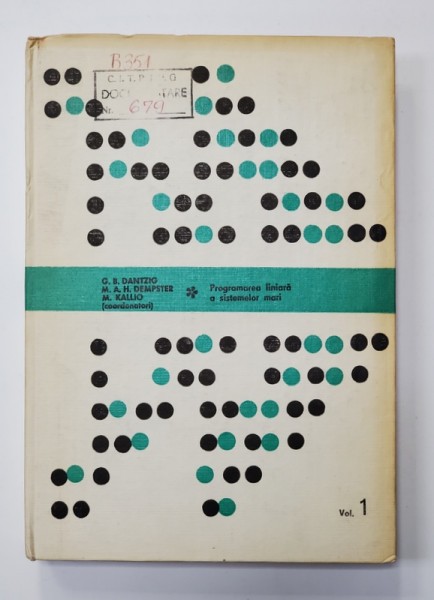 B351
DOCUMENTARE
Nr. 679
G. B. DANTZIG
M. A. H. DEMPSTER
M. KALLIO
(coordonatori)
*
Programarea liniară
a sistemelor mari
Vol. 1